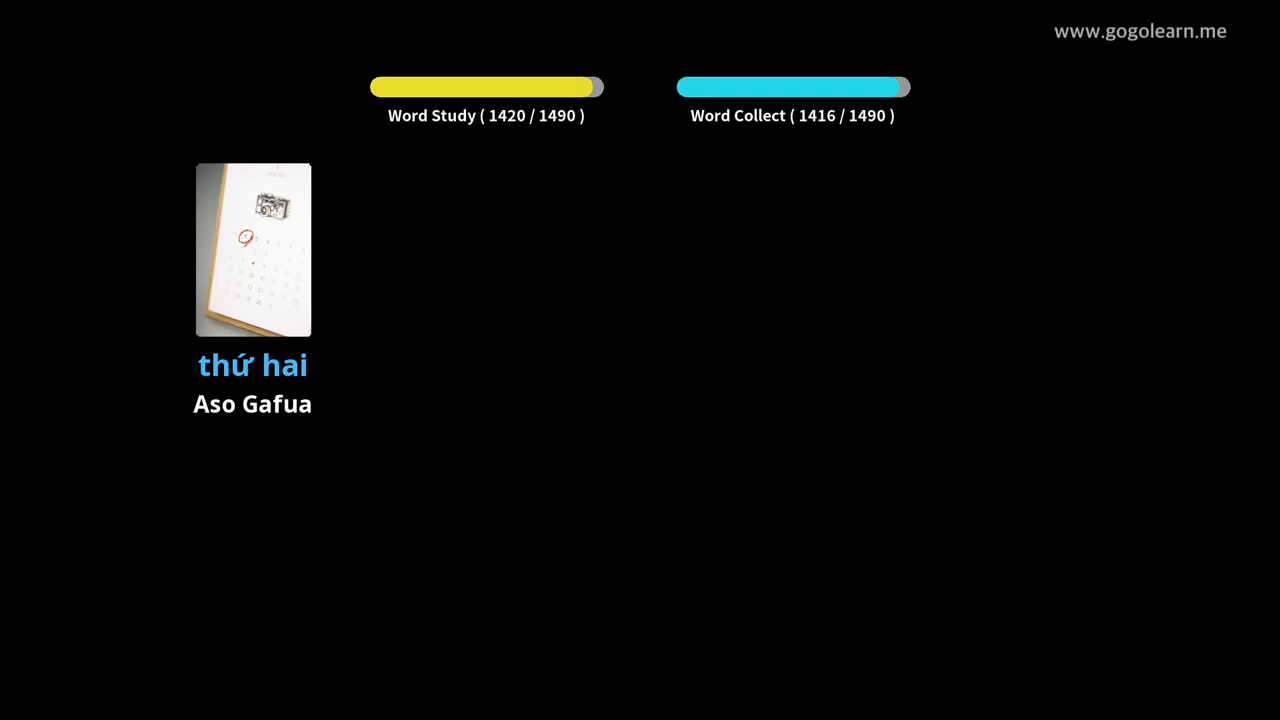 www.gogolearn.me
Word Study ( 1420 / 1490 )
Word Collect ( 1416 / 1490 )
thứ hai
Aso Gafua